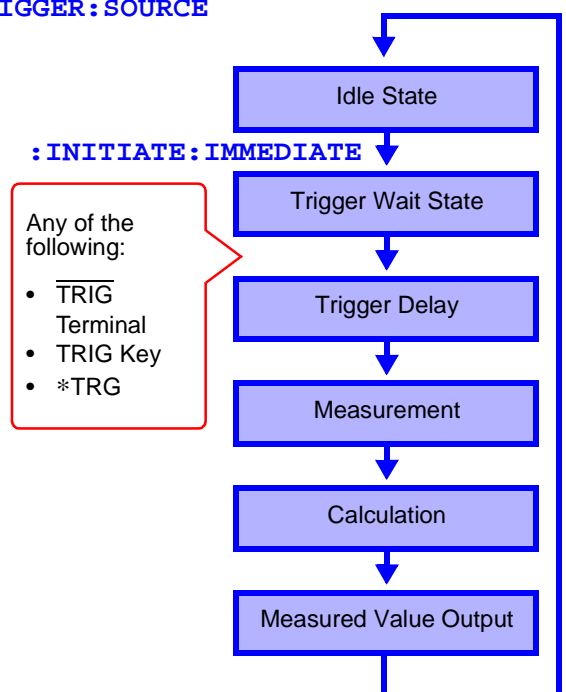 IGGER:SOURCE
Idle State
:INITIATE:IMMEDIATE
Trigger Wait State
Any of the
following:
• TRIG
Terminal
• TRIG Key
• *TRG
Trigger Delay
Measurement
Calculation
Measured Value Output